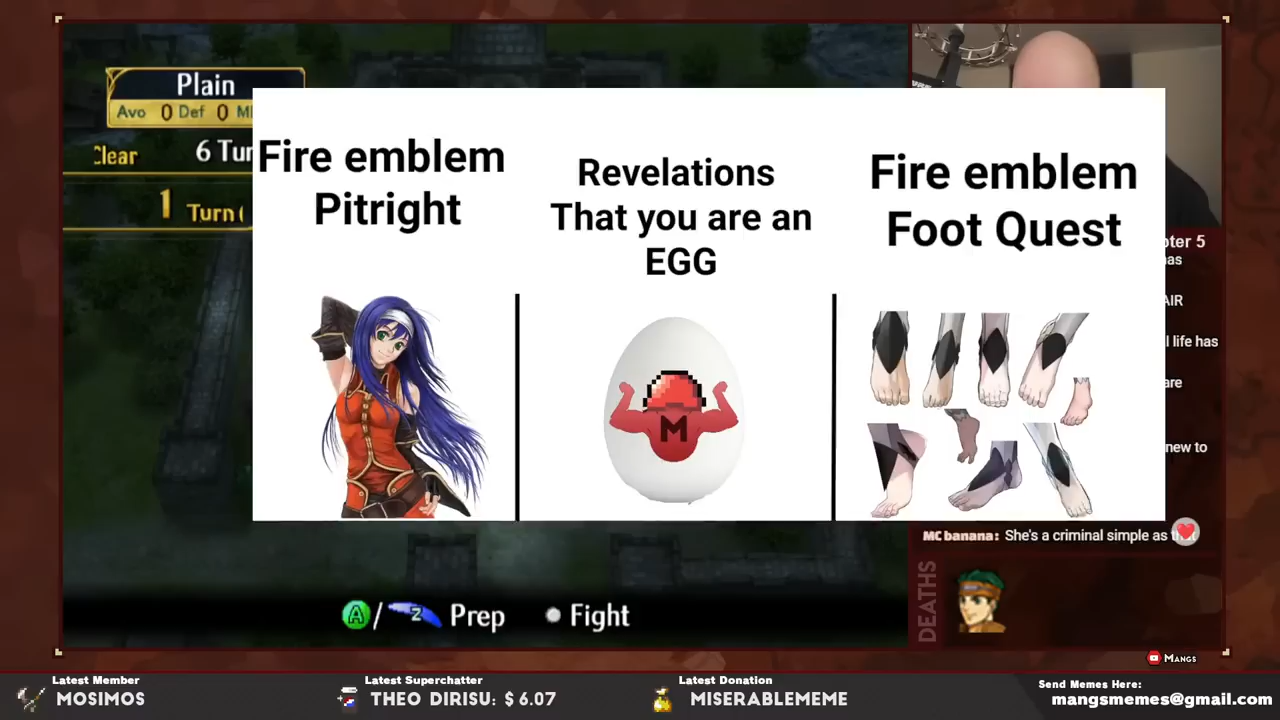 Plain
Avo 0 Def 0
Clear 6
1 Turn
Fire emblem
Pitright
Revelations
That you are an
EGG
M
Fire emblem
Foot Quest
5
AIR
life has
are
new to
MC banana: She's a criminal simple as
DEATHS
A / Z Prep Fight
Mangs
Latest Member
MOSIMOS
Latest Superchatter
THEO DIRISU: $ 6.07
Latest Donation
MISERABLEMEME
Send Memes Here:
mangsmemes@gmail.com